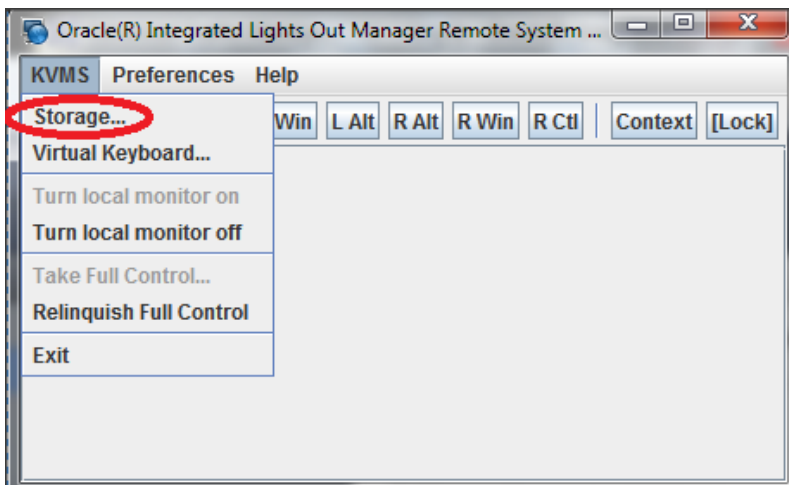 Oracle(R) Integrated Lights Out Manager Remote System ...
KVMS Preferences Help
Storage... Win L Alt R Alt R Win R Ctl Context [Lock]
Virtual Keyboard...
Turn local monitor on
Turn local monitor off
Take Full Control...
Relinquish Full Control
Exit